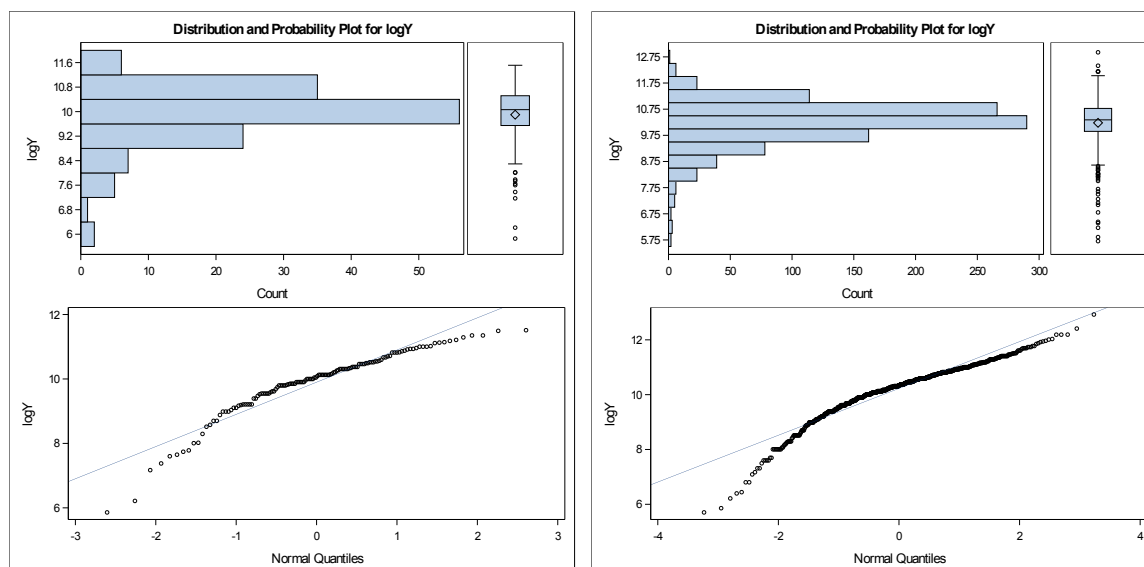 Distribution and Probability Plot for logY
11.6
10.8
10
9.2
8.4
7.6
6.8
6
logY
0 10 20 30 40 50
Count
12
10
8
6
logY
-3 -2 -1 0 1 2 3
Normal Quantiles
Distribution and Probability Plot for logY
12.75
11.75
10.75
9.75
8.75
7.75
6.75
5.75
logY
0 50 100 150 200 250 300
Count
12
10
8
6
logY
-4 -2 0 2 4
Normal Quantiles